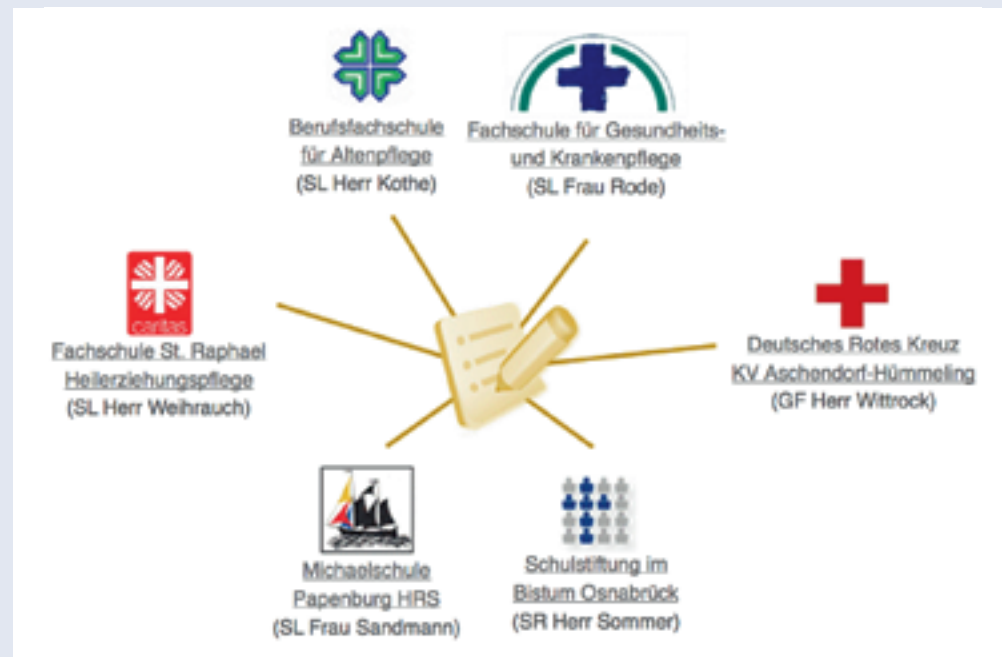 Berufsfachschule
für Altenpflege
(SL Herr Kothe)
Fachschule für Gesundheits-
und Krankenpflege
(SL Frau Rode)
caritas
Fachschule St. Raphael
Heilerziehungspflege
(SL Herr Weihrauch)
Deutsches Rotes Kreuz
KV Aschendorf-Hümmeling
(GF Herr Wittrock)
Michaelschule
Papenburg HRS
(SL Frau Sandmann)
Schulstiftung im
Bistum Osnabrück
(SR Herr Sommer)